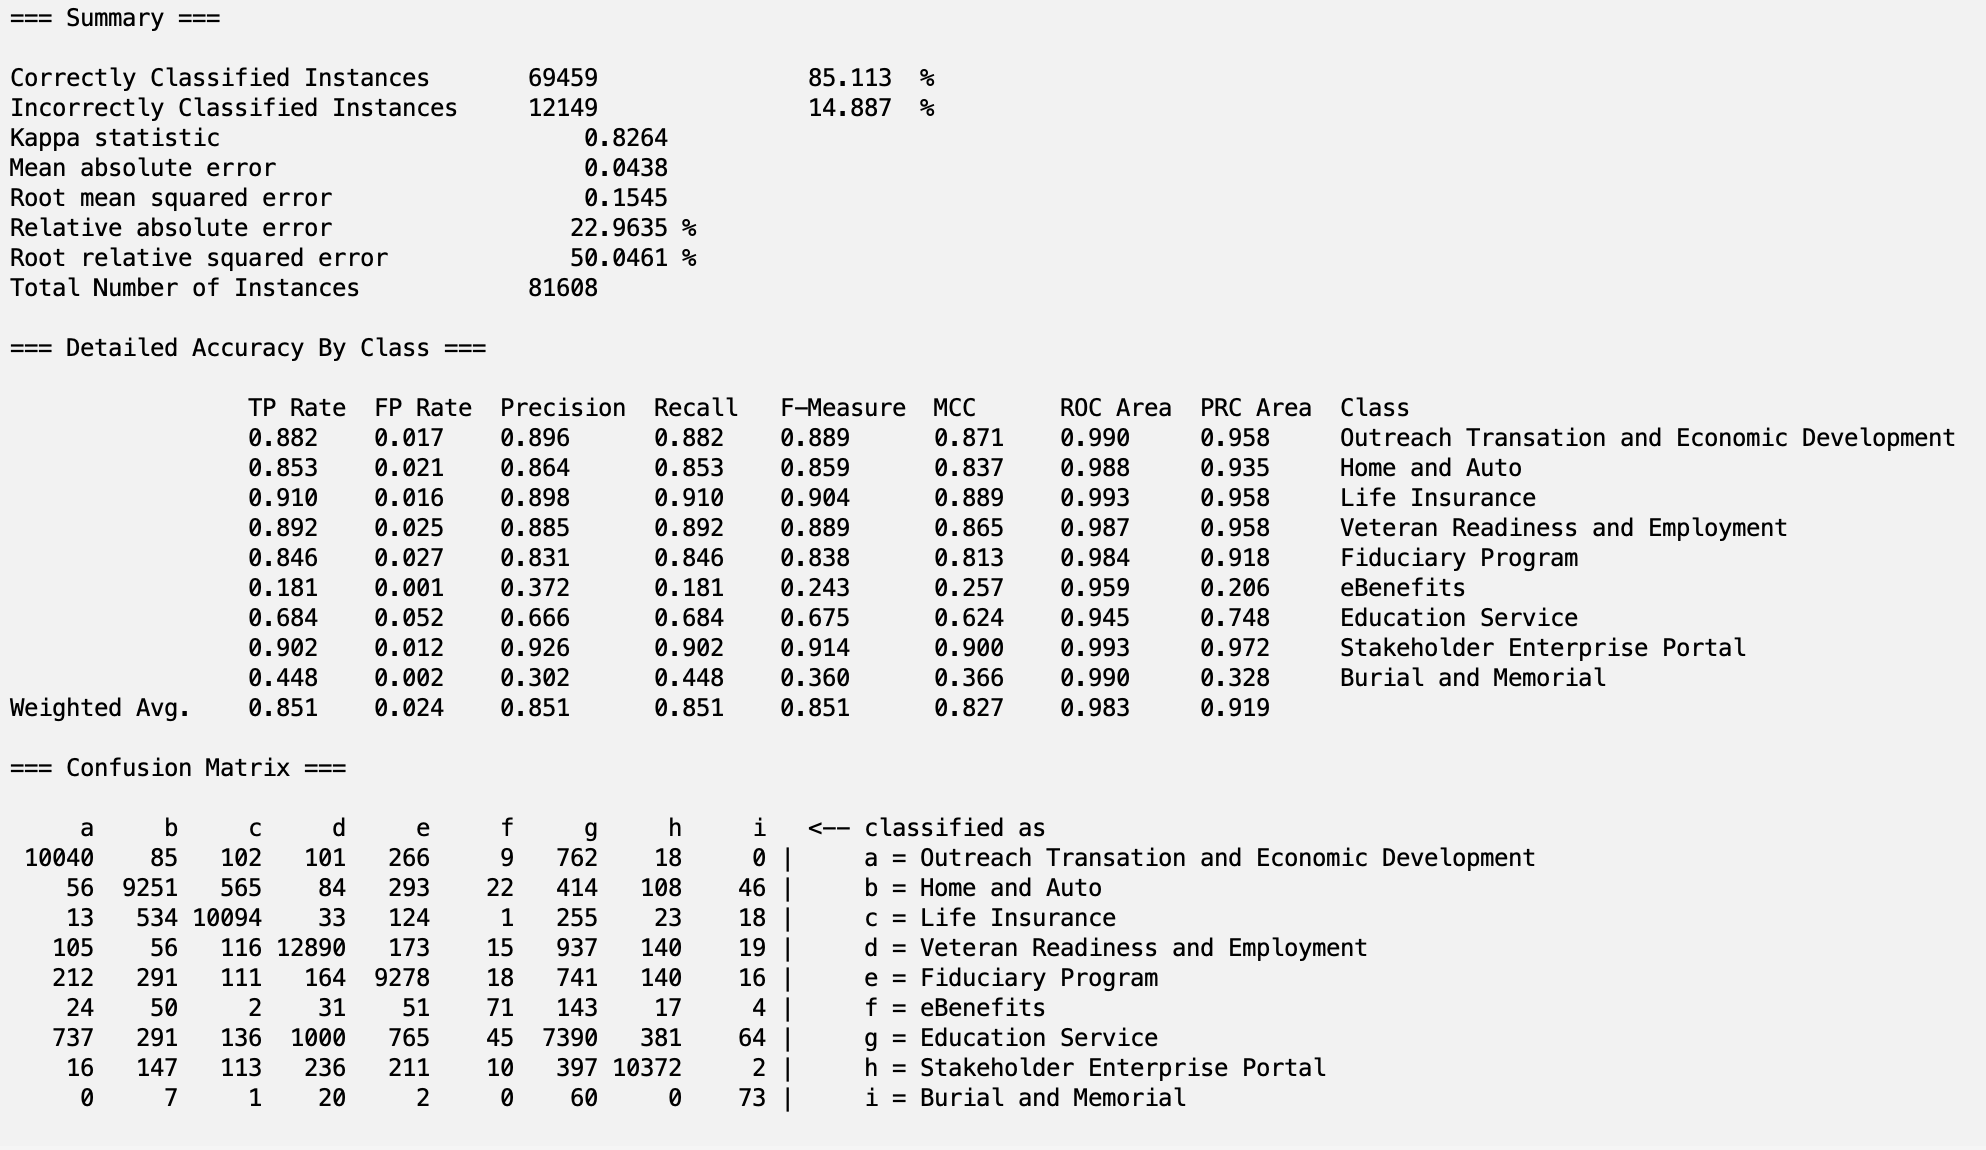 === Summary ===
Correctly Classified Instances 69459 85.113 %
Incorrectly Classified Instances 12149 14.887 %
Kappa statistic 0.8264
Mean absolute error 0.0438
Root mean squared error 0.1545
Relative absolute error 22.9635 %
Root relative squared error 50.0461 %
Total Number of Instances 81608
=== Detailed Accuracy By Class ===
TP Rate FP Rate Precision Recall F-Measure MCC ROC Area PRC Area Class
0.882 0.017 0.896 0.882 0.889 0.871 0.990 0.958 Outreach Transation and Economic Development
0.853 0.021 0.864 0.853 0.859 0.837 0.988 0.935 Home and Auto
0.910 0.016 0.898 0.910 0.904 0.889 0.993 0.958 Life Insurance
0.892 0.025 0.885 0.892 0.889 0.865 0.987 0.958 Veteran Readiness and Employment
0.846 0.027 0.831 0.846 0.838 0.813 0.984 0.918 Fiduciary Program
0.181 0.001 0.372 0.181 0.243 0.257 0.959 0.206 eBenefits
0.684 0.052 0.666 0.684 0.675 0.624 0.945 0.748 Education Service
0.902 0.012 0.926 0.902 0.914 0.900 0.993 0.972 Stakeholder Enterprise Portal
0.448 0.002 0.302 0.448 0.360 0.366 0.990 0.328 Burial and Memorial
Weighted Avg. 0.851 0.024 0.851 0.851 0.851 0.827 0.983 0.919
=== Confusion Matrix ===
a b c d e f g h i <-- classified as
10040 85 102 101 266 9 762 18 0 | a = Outreach Transation and Economic Development
56 9251 565 84 293 22 414 108 46 | b = Home and Auto
13 534 10094 33 124 1 255 23 18 | c = Life Insurance
105 56 116 12890 173 15 937 140 19 | d = Veteran Readiness and Employment
212 291 111 164 9278 18 741 140 16 | e = Fiduciary Program
24 50 2 31 51 71 143 17 4 | f = eBenefits
737 291 136 1000 765 45 7390 381 64 | g = Education Service
16 147 113 236 211 10 397 10372 2 | h = Stakeholder Enterprise Portal
0 7 1 20 2 0 60 0 73 | i = Burial and Memorial